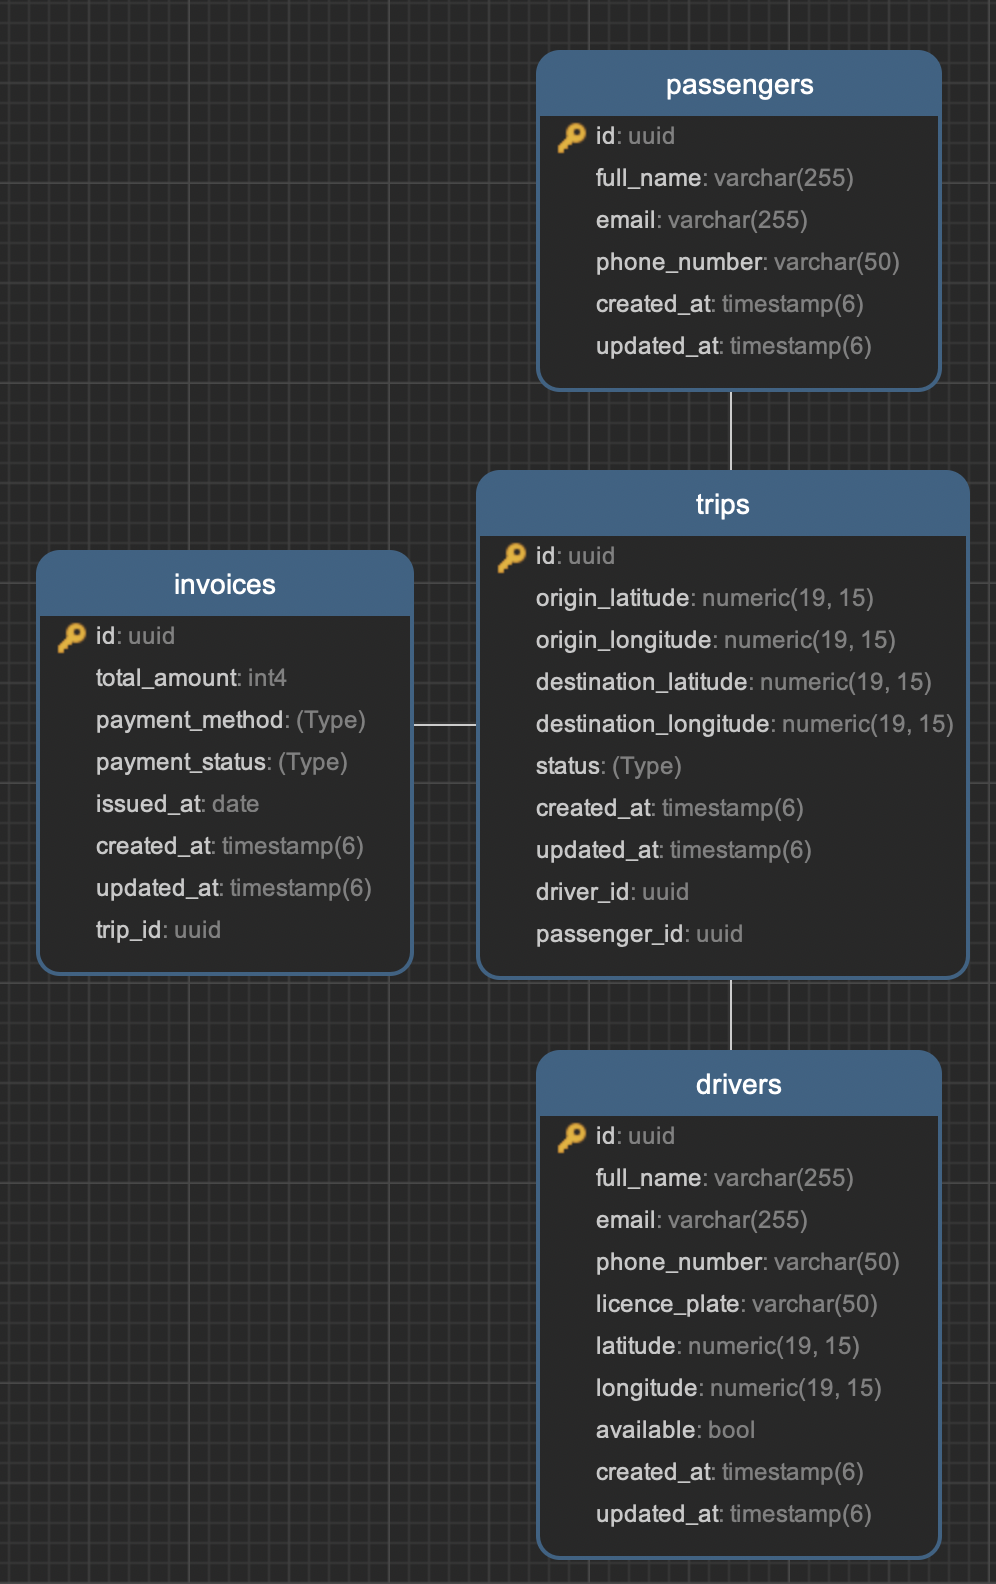 passengers
id: uuid
full_name: varchar(255)
email: varchar(255)
phone_number: varchar(50)
created_at: timestamp(6)
updated_at: timestamp(6)
trips
id: uuid
origin_latitude: numeric(19, 15)
origin_longitude: numeric(19, 15)
destination_latitude: numeric(19, 15)
destination_longitude: numeric(19, 15)
status: (Type)
created_at: timestamp(6)
updated_at: timestamp(6)
driver_id: uuid
passenger_id: uuid
invoices
id: uuid
total_amount: int4
payment_method: (Type)
payment_status: (Type)
issued_at: date
created_at: timestamp(6)
updated_at: timestamp(6)
trip_id: uuid
drivers
id: uuid
full_name: varchar(255)
email: varchar(255)
phone_number: varchar(50)
licence_plate: varchar(50)
latitude: numeric(19, 15)
longitude: numeric(19, 15)
available: bool
created_at: timestamp(6)
updated_at: timestamp(6)